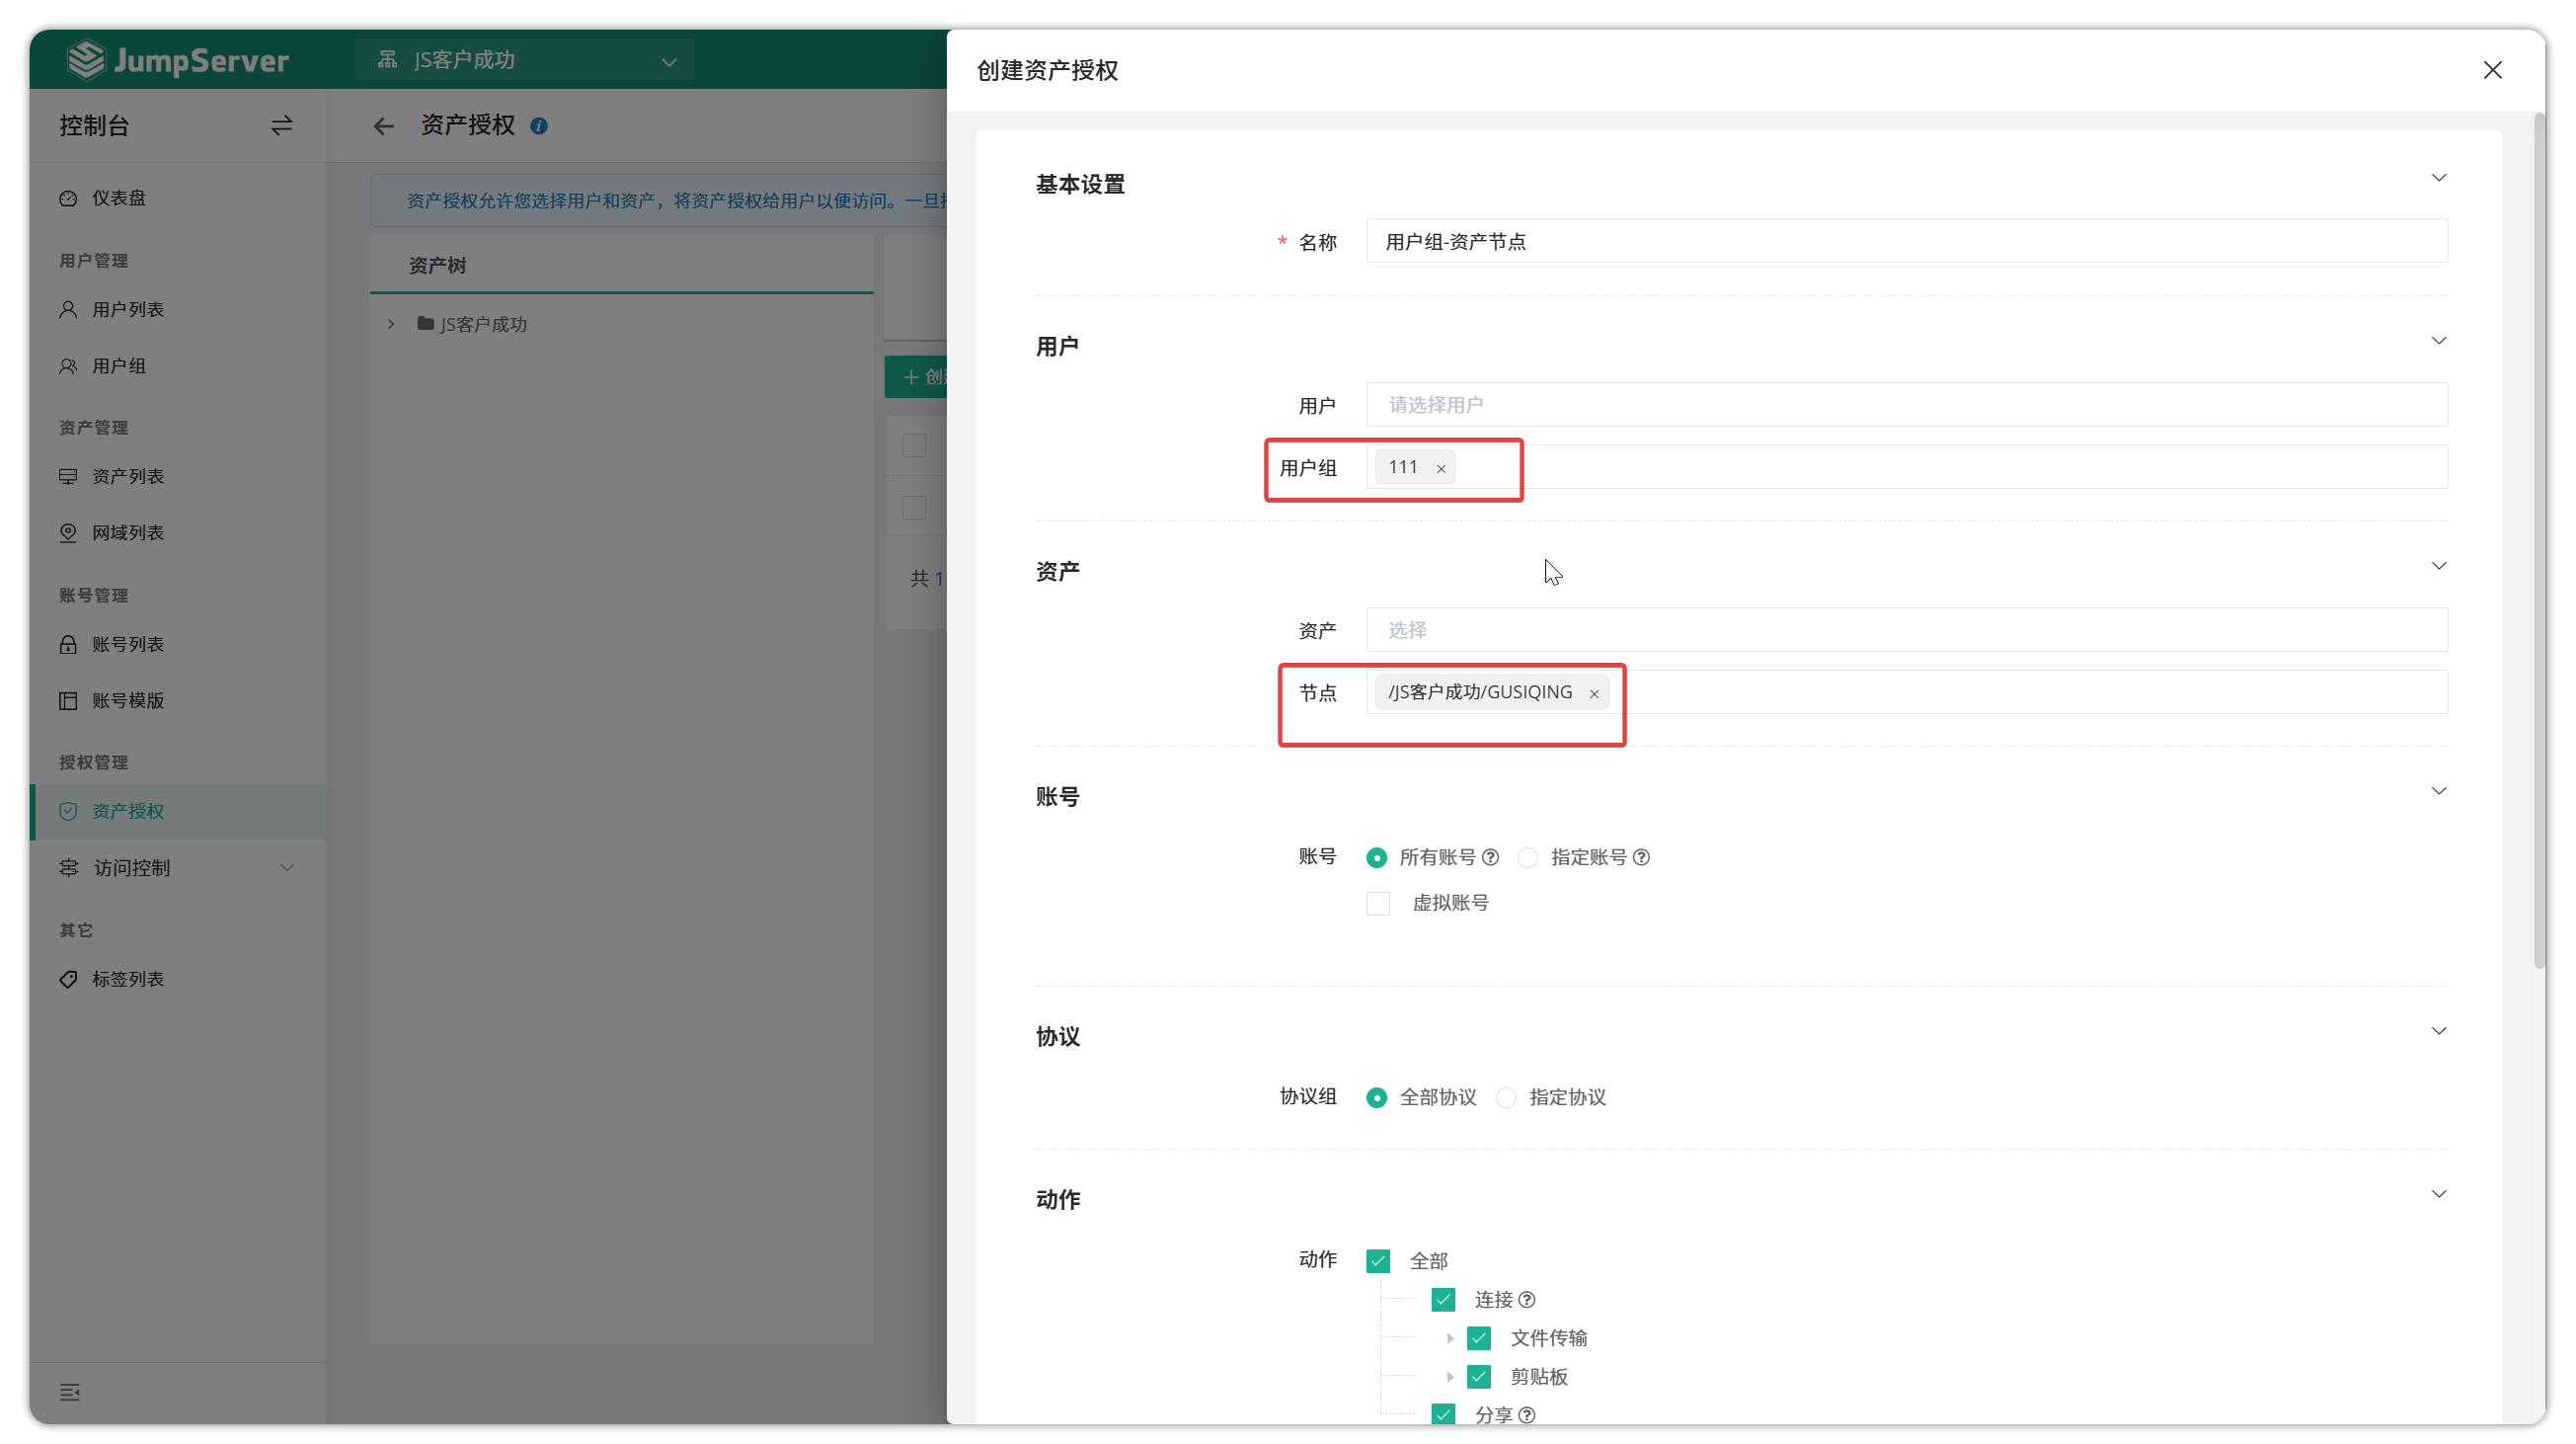 JumpServer
JS客户成功
控制台
仪表盘
用户管理
用户列表
用户组
资产管理
资产列表
网域列表
账号管理
账号列表
账号模版
授权管理
资产授权
访问控制
其它
标签列表
资产授权
资产授权允许您选择用户和资产，将资产授权给用户以便访问。一旦
资产树
JS客户成功
创
共 1
创建资产授权
基本设置
* 名称 用户组-资产节点
用户
用户 请选择用户
用户组 111 ×
资产
资产 选择
节点 /JS客户成功/GUSIQING ×
账号
账号 所有账号 指定账号
虚拟账号
协议
协议组 全部协议 指定协议
动作
动作 全部
连接
文件传输
剪贴板
分享